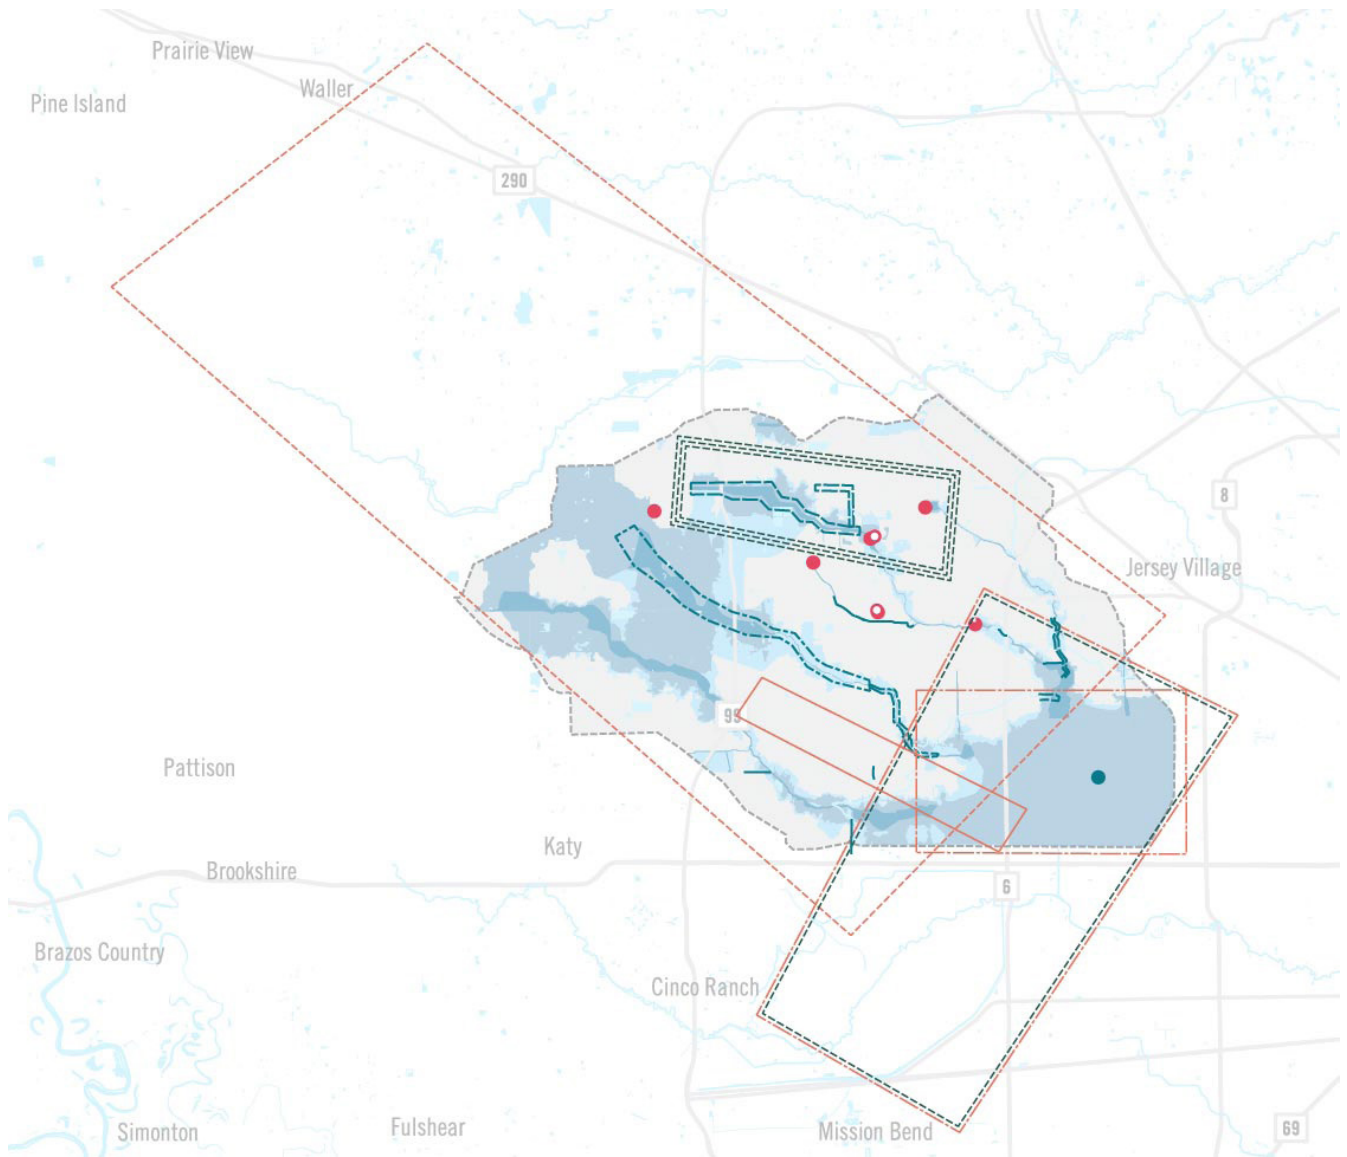 Prairie View
Waller
Pine Island
290
8
Jersey Village
99
Pattison
Katy
Brookshire
6
Brazos Country
Cinco Ranch
Fulshear
Simonton
Mission Bend
69